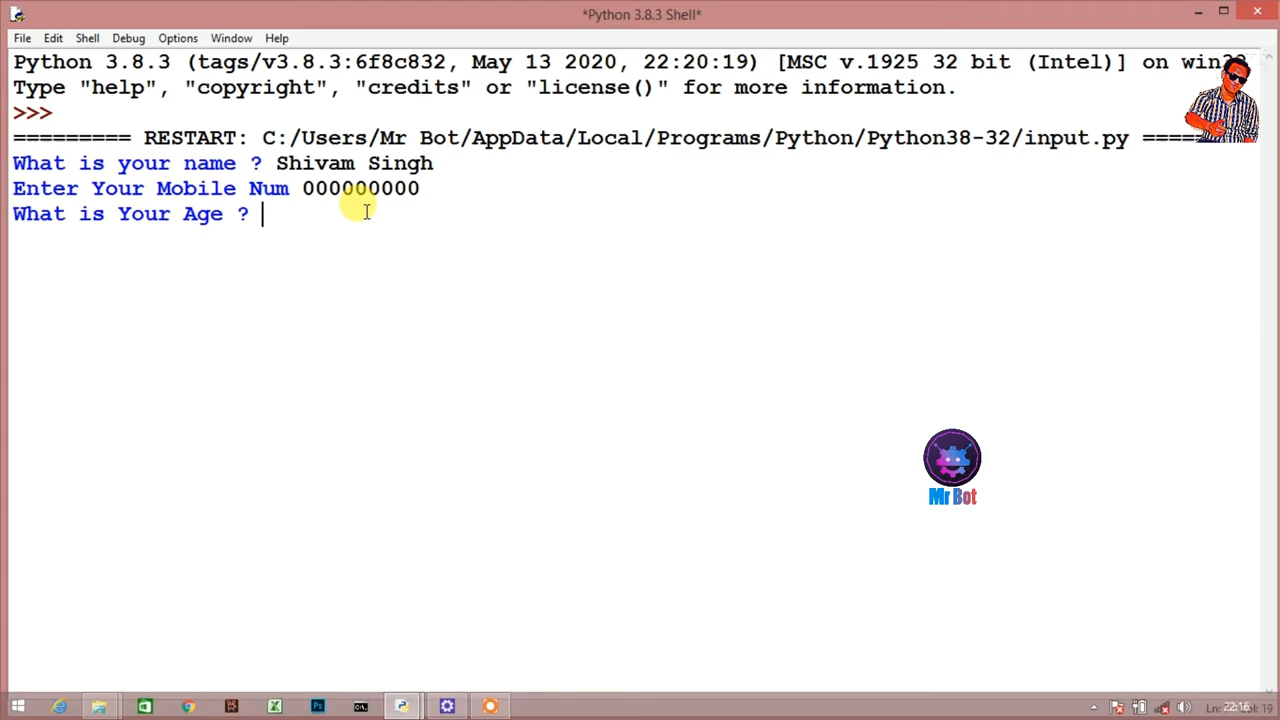 *Python 3.8.3 Shell*
File Edit Shell Debug Options Window Help
Python 3.8.3 (tags/v3.8.3:6f8c832, May 13 2020, 22:20:19) [MSC v.1925 32 bit (Intel)] on
Type "help", "copyright", "credits" or "license()" for more information.
>>>
========= RESTART: C:/Users/Mr Bot/AppData/Local/Programs/Python/Python38-32/input.py =====
What is your name ? Shivam Singh
Enter Your Mobile Num 000000000
What is Your Age ?
Mr Bot
22:16